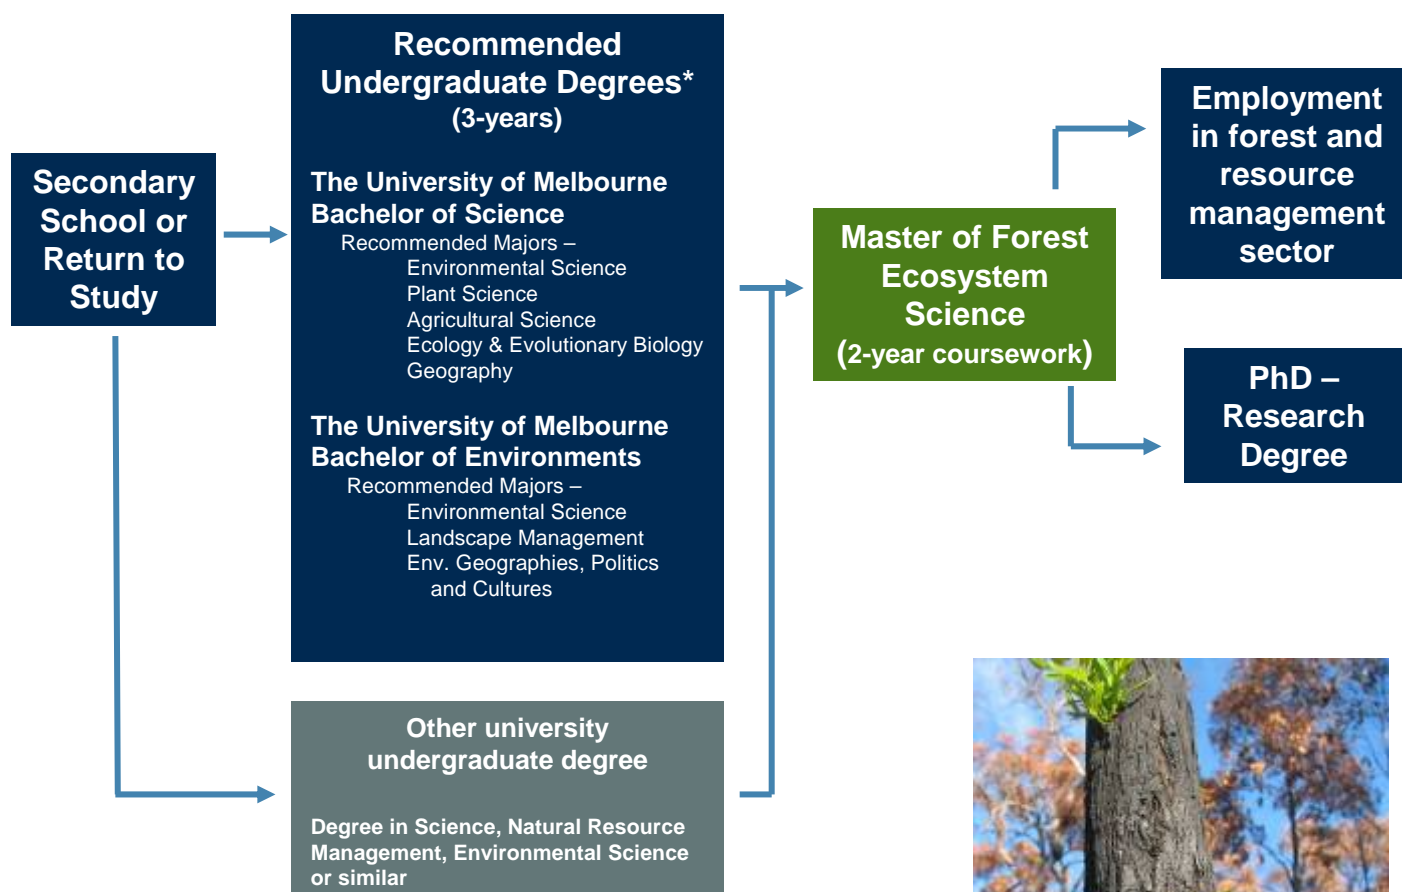 Secondary
School or
Return to
Study
Recommended
Undergraduate Degrees*
(3-years)
The University of Melbourne
Bachelor of Science
Recommended Majors –
Environmental Science
Plant Science
Agricultural Science
Ecology & Evolutionary Biology
Geography
The University of Melbourne
Bachelor of Environments
Recommended Majors –
Environmental Science
Landscape Management
Env. Geographies, Politics
and Cultures
Other university
undergraduate degree
Degree in Science, Natural Resource
Management, Environmental Science
or similar
Master of Forest
Ecosystem
Science
(2-year coursework)
Employment
in forest and
resource
management
sector
PhD –
Research
Degree